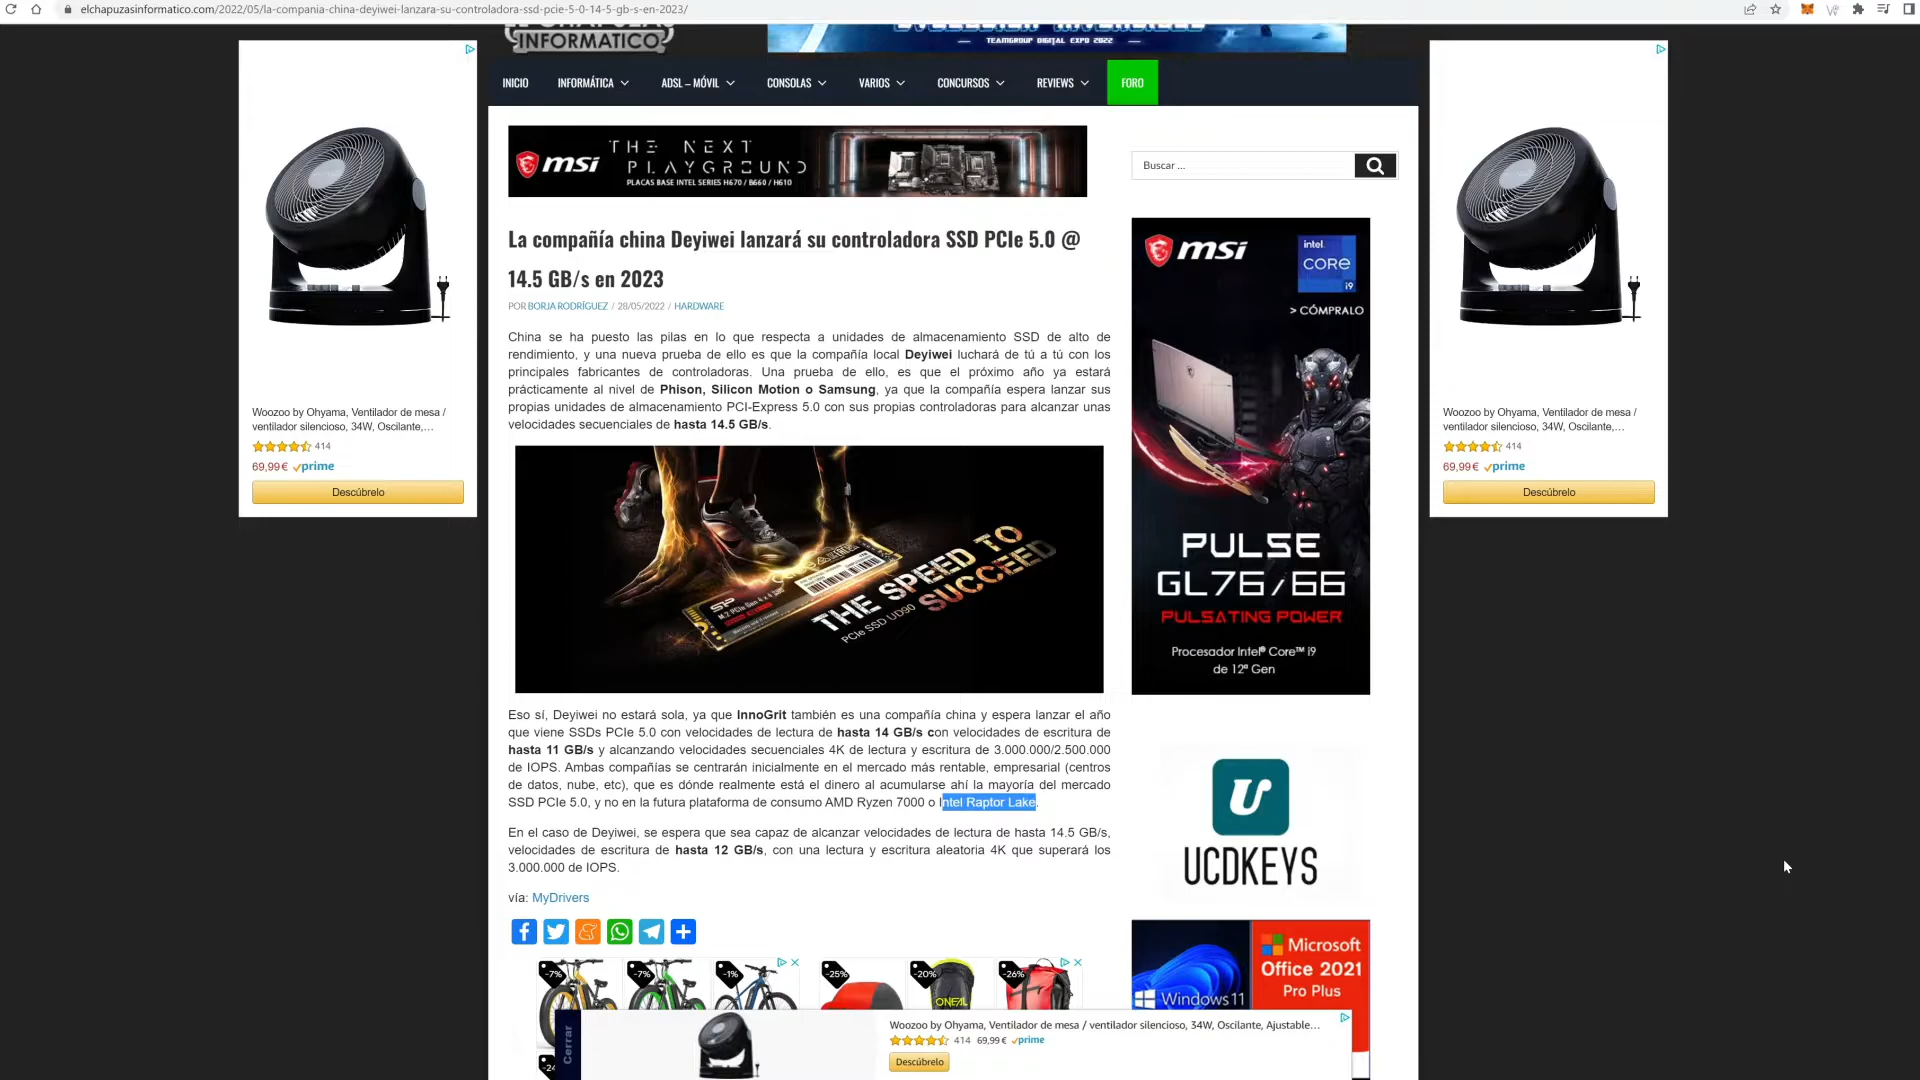 elchapuzasinformatico.com/2022/05/la-compania-china-deyiwei-lanzara-su-controladora-ssd-pcie-5-0-14-5-gb-s-en-2023/
EL CHAPUZAS
INFORMÁTICO
TEAMGROUP DIGITAL EXPO 2022
INICIO
INFORMÁTICA
ADSL – MÓVIL
CONSOLAS
VARIOS
CONCURSOS
REVIEWS
FORO
msi
THE NEXT
PLAYGROUND
PLACAS BASE INTEL SERIES H670 / B660 / H610
Buscar ...
La compañía china Deyiwei lanzará su controladora SSD PCIe 5.0 @
14.5 GB/s en 2023
POR BORJA RODRÍGUEZ / 28/05/2022 / HARDWARE
China se ha puesto las pilas en lo que respecta a unidades de almacenamiento SSD de alto de
rendimiento, y una nueva prueba de ello es que la compañía local Deyiwei luchará de tú a tú con los
principales fabricantes de controladoras. Una prueba de ello, es que el próximo año ya estará
prácticamente al nivel de Phison, Silicon Motion o Samsung, ya que la compañía espera lanzar sus
propias unidades de almacenamiento PCI-Express 5.0 con sus propias controladoras para alcanzar unas
velocidades secuenciales de hasta 14.5 GB/s.
SP
M.2 PCIe Gen 4 x 4
THE SPEED TO
SUCCEED
PCIe SSD UD90
Eso sí, Deyiwei no estará sola, ya que InnoGrit también es una compañía china y espera lanzar el año
que viene SSDs PCIe 5.0 con velocidades de lectura de hasta 14 GB/s con velocidades de escritura de
hasta 11 GB/s y alcanzando velocidades secuenciales 4K de lectura y escritura de 3.000.000/2.500.000
de IOPS. Ambas compañías se centrarán inicialmente en el mercado más rentable, empresarial (centros
de datos, nube, etc), que es dónde realmente está el dinero al acumularse ahí la mayoría del mercado
SSD PCIe 5.0, y no en la futura plataforma de consumo AMD Ryzen 7000 o Intel Raptor Lake.
En el caso de Deyiwei, se espera que sea capaz de alcanzar velocidades de lectura de hasta 14.5 GB/s,
velocidades de escritura de hasta 12 GB/s, con una lectura y escritura aleatoria 4K que superará los
3.000.000 de IOPS.
vía: MyDrivers
-7%
-7%
-1%
-25%
-20%
-26%
ONEAL
-24
Cerrar
Woozoo by Ohyama, Ventilador de mesa / ventilador silencioso, 34W, Oscilante, Ajustable...
414 69,99 € prime
Descúbrelo
Woozoo by Ohyama, Ventilador de mesa /
ventilador silencioso, 34W, Oscilante,...
414
69,99 € prime
Descúbrelo
msi
intel
CORE
i9
> CÓMPRALO
PULSE
GL76/66
PULSATING POWER
Procesador Intel® Core™ i9
de 12ª Gen
UCDKEYS
Windows 11
Microsoft
Office 2021
Pro Plus
Woozoo by Ohyama, Ventilador de mesa /
ventilador silencioso, 34W, Oscilante,...
414
69,99 € prime
Descúbrelo